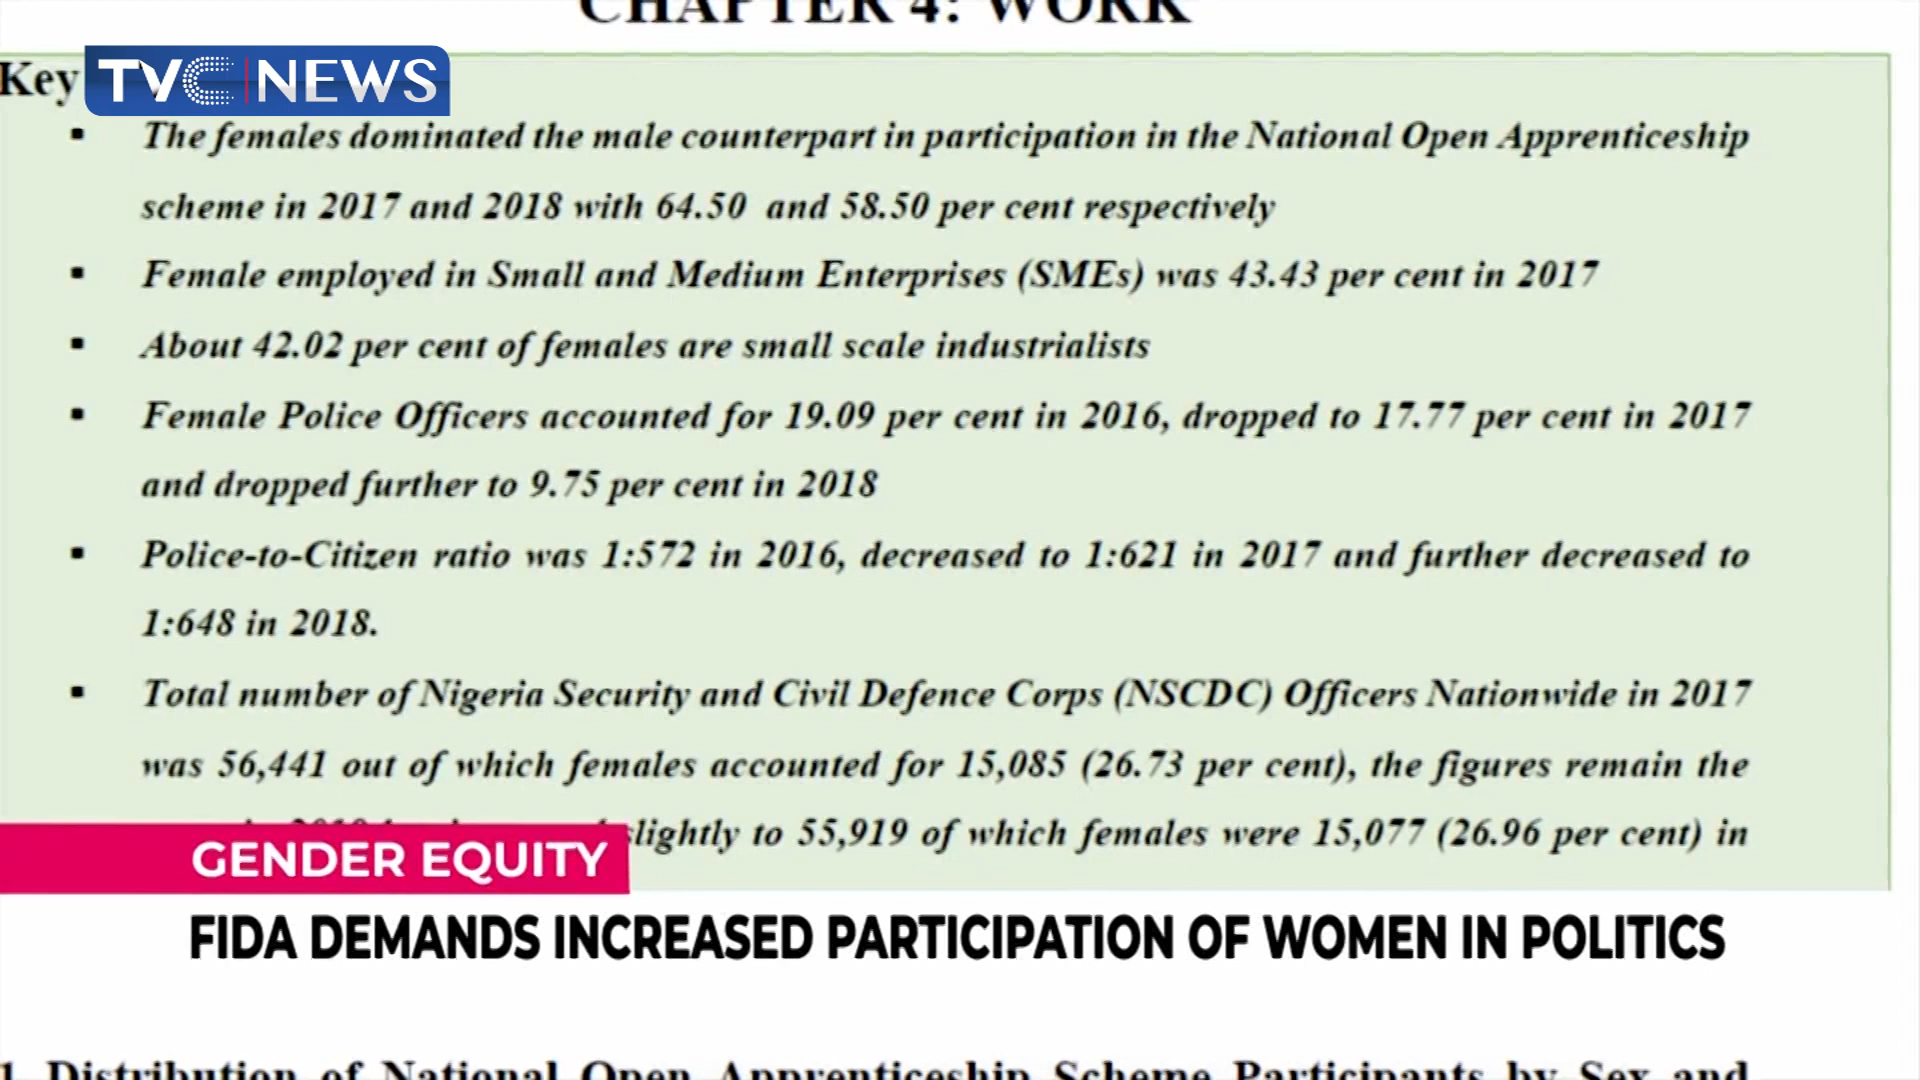 CHAPTER 4: WORK
Key
TVC NEWS
The females dominated the male counterpart in participation in the National Open Apprenticeship
scheme in 2017 and 2018 with 64.50 and 58.50 per cent respectively
Female employed in Small and Medium Enterprises (SMEs) was 43.43 per cent in 2017
About 42.02 per cent of females are small scale industrialists
Female Police Officers accounted for 19.09 per cent in 2016, dropped to 17.77 per cent in 2017
and dropped further to 9.75 per cent in 2018
Police-to-Citizen ratio was 1:572 in 2016, decreased to 1:621 in 2017 and further decreased to
1:648 in 2018.
Total number of Nigeria Security and Civil Defence Corps (NSCDC) Officers Nationwide in 2017
was 56,441 out of which females accounted for 15,085 (26.73 per cent), the figures remain the
slightly to 55,919 of which females were 15,077 (26.96 per cent) in
GENDER EQUITY
FIDA DEMANDS INCREASED PARTICIPATION OF WOMEN IN POLITICS
1 Distribution of National Open Apprenticeship Scheme Participants by Sex and